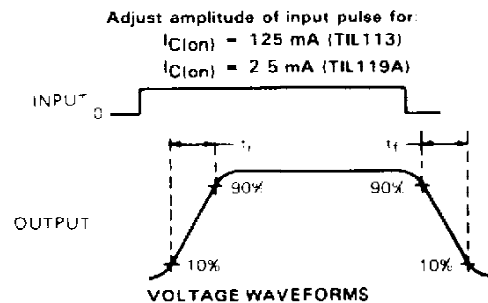 Adjust amplitude of input pulse for:
IC(on) = 125 mA (TIL113)
IC(on) = 2 5 mA (TIL119A)
INPUT
0
tr
tf
90%
90%
OUTPUT
10%
10%
VOLTAGE WAVEFORMS